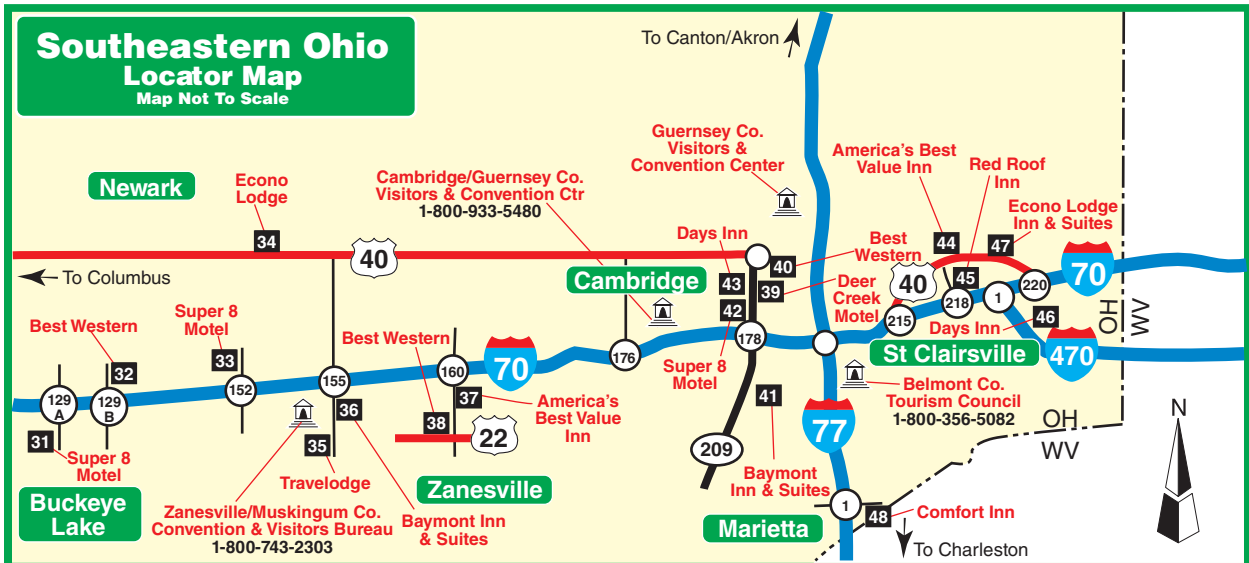 Southeastern Ohio
Locator Map
Map Not To Scale
To Canton/Akron
Guernsey Co.
Visitors &
Convention Center
America's Best
Value Inn
Red Roof
Inn
Newark
Econo
Lodge
34
Cambridge/Guernsey Co.
Visitors & Convention Ctr
1-800-933-5480
Econo Lodge
Inn & Suites
44
47
Days Inn
40
To Columbus
Cambridge
43
40
Best
Western
39
Deer
Creek
Motel
40
45
70
220
218
1
215
Days Inn
46
OH
WV
Best Western
32
Super 8
Motel
33
Best Western
70
176
42
178
Super 8
Motel
St Clairsville
470
129
A
129
B
152
155
160
31
Super 8
Motel
36
35
38
37
America's
Best Value
Inn
22
41
209
77
Belmont Co.
Tourism Council
1-800-356-5082
OH
WV
N
Buckeye
Lake
Travelodge
Zanesville
Zanesville/Muskingum Co.
Convention & Visitors Bureau
1-800-743-2303
Baymont Inn
& Suites
Baymont
Inn & Suites
Marietta
1
48
Comfort Inn
To Charleston